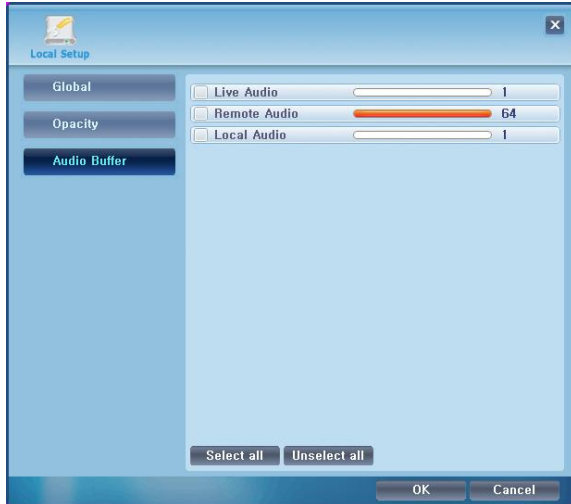 Local Setup
Global
Opacity
Audio Buffer
Live Audio 1
Remote Audio 64
Local Audio 1
Select all Unselect all
OK Cancel